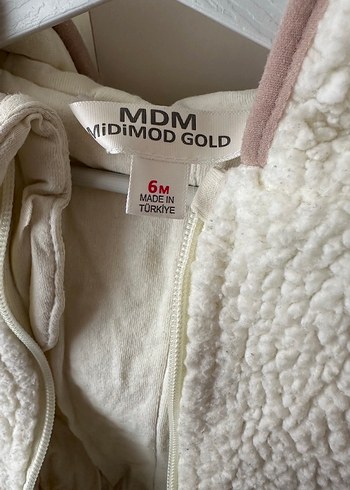 MDM
MiDiMOD GOLD
6M
MADE IN
TÜRKİYE